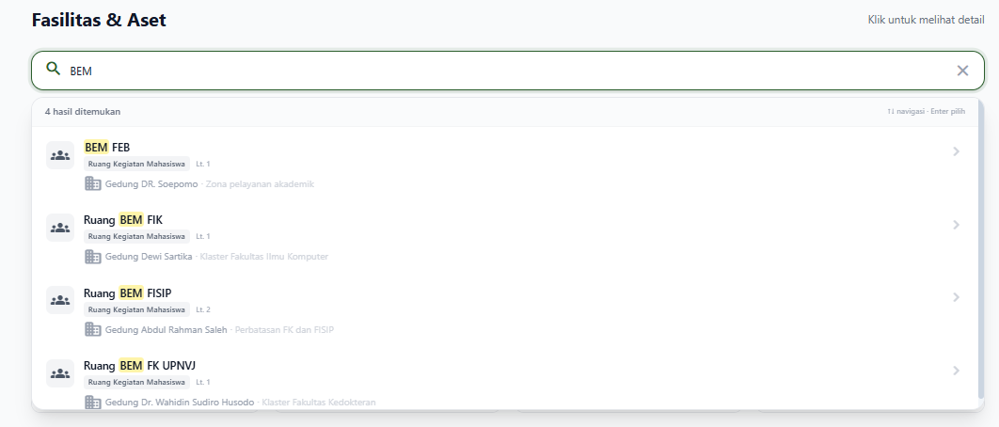 Fasilitas & Aset
Klik untuk melihat detail
BEM
4 hasil ditemukan
↑↓ navigasi · Enter pilih
BEM FEB
Ruang Kegiatan Mahasiswa Lt. 1
Gedung DR. Soepomo · Zona pelayanan akademik
Ruang BEM FIK
Ruang Kegiatan Mahasiswa Lt. 1
Gedung Dewi Sartika · Klaster Fakultas Ilmu Komputer
Ruang BEM FISIP
Ruang Kegiatan Mahasiswa Lt. 2
Gedung Abdul Rahman Saleh · Perbatasan FK dan FISIP
Ruang BEM FK UPNVJ
Ruang Kegiatan Mahasiswa Lt. 1
Gedung Dr. Wahidin Sudiro Husodo · Klaster Fakultas Kedokteran